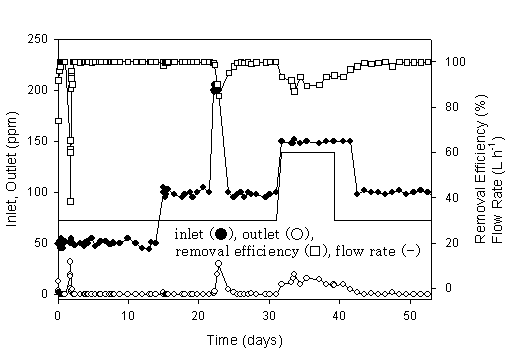 250
200
150
100
50
0
Inlet, Outlet (ppm)
100
80
60
40
20
0
Removal Efficiency (%)
Flow Rate (L h-1)
inlet (●), outlet (○),
removal efficiency (□), flow rate (−)
0 10 20 30 40 50
Time (days)